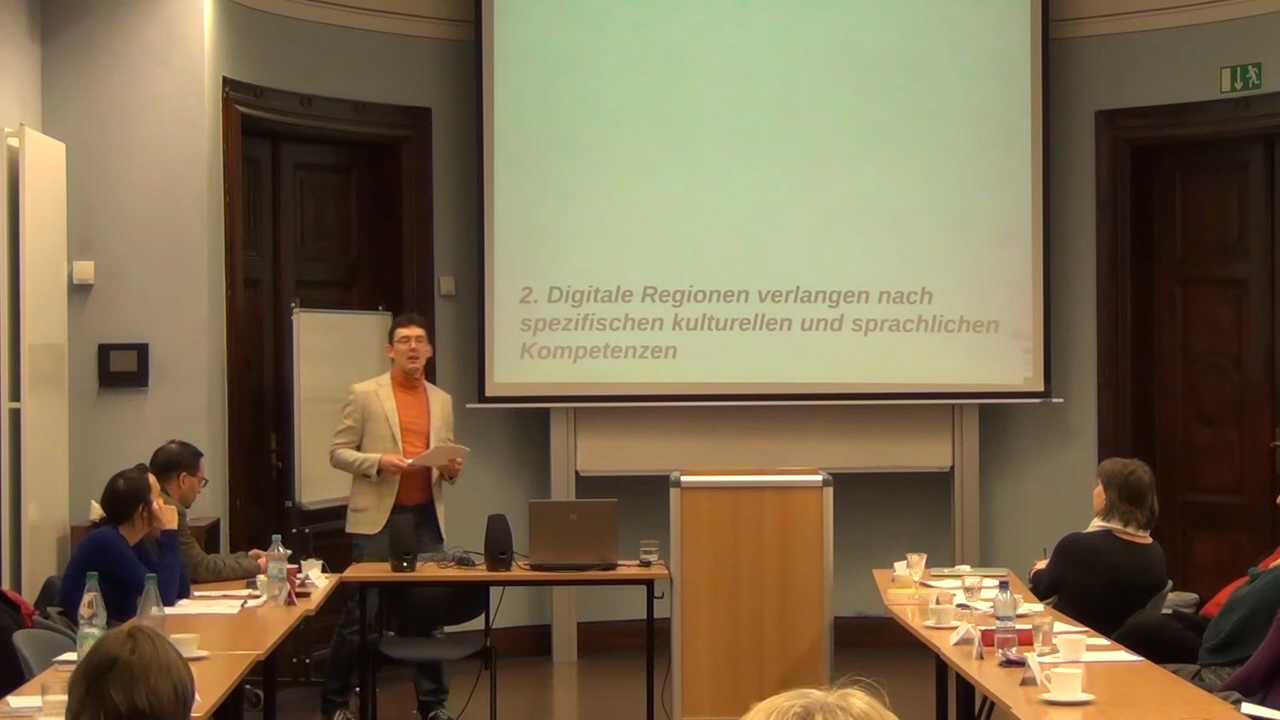 2. Digitale Regionen verlangen nach
spezifischen kulturellen und sprachlichen
Kompetenzen